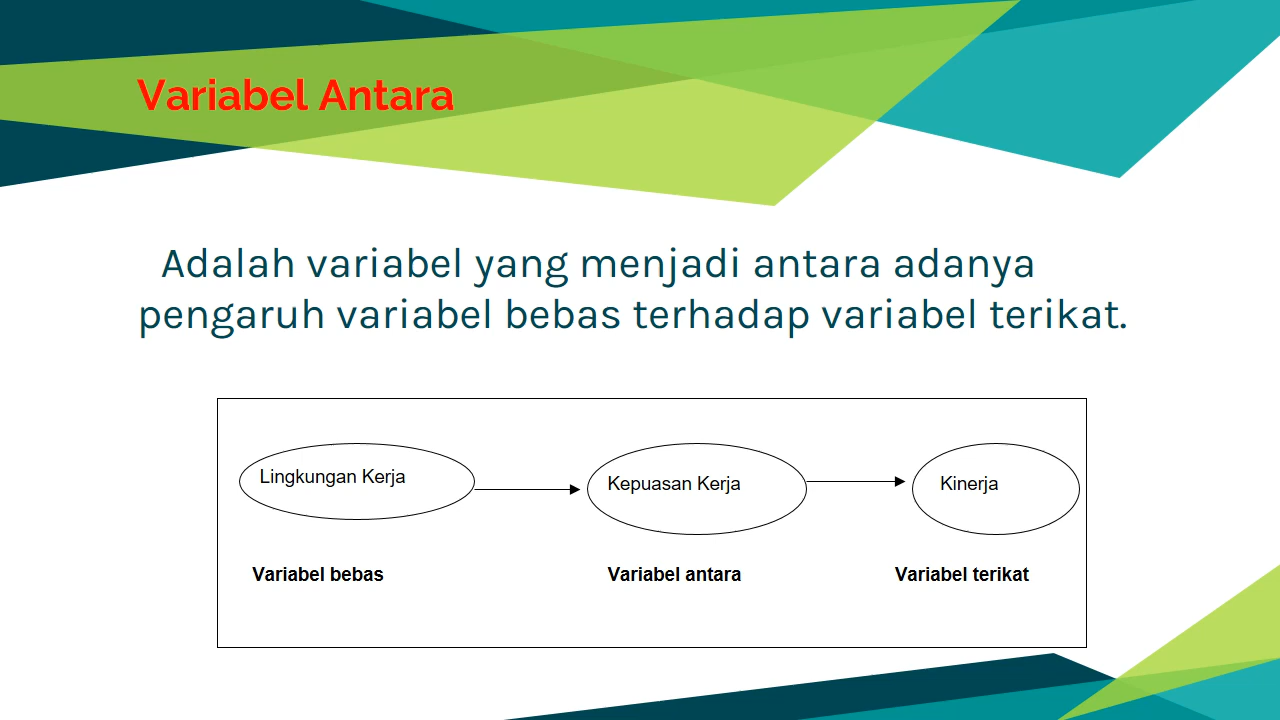 Variabel Antara
Adalah variabel yang menjadi antara adanya
pengaruh variabel bebas terhadap variabel terikat.
Lingkungan Kerja
Kepuasan Kerja
Kinerja
Variabel bebas
Variabel antara
Variabel terikat